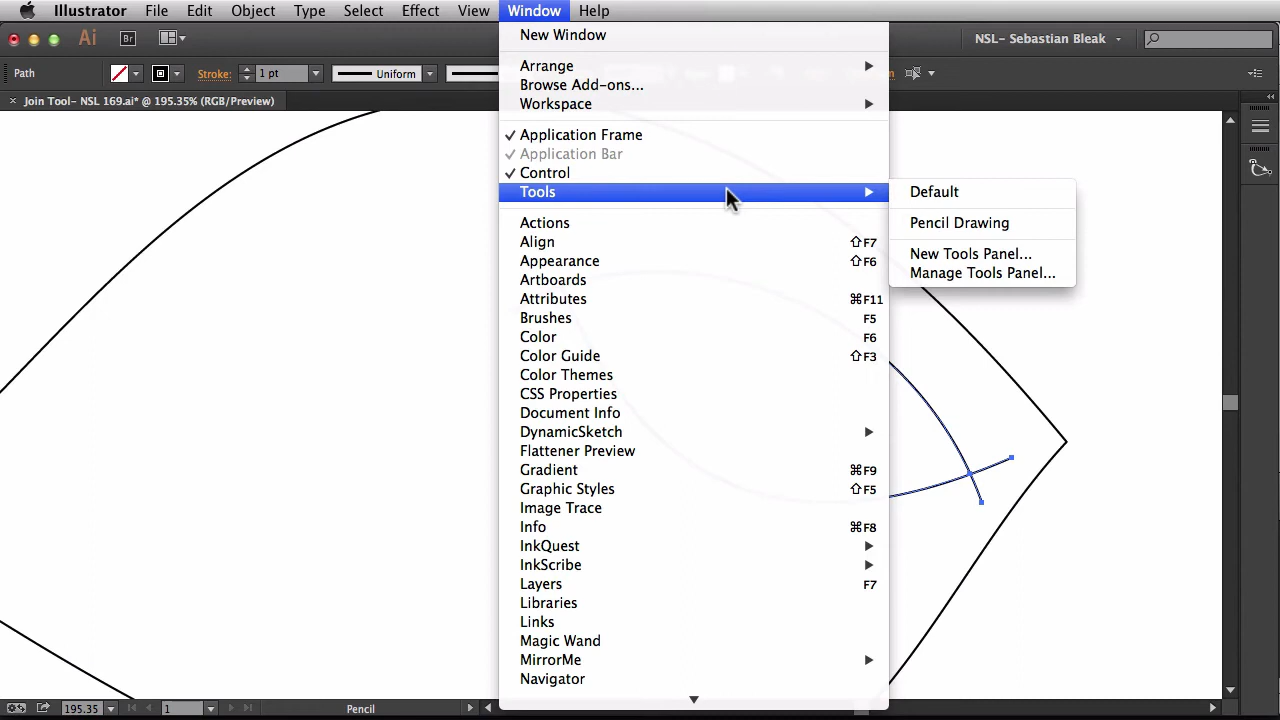 Illustrator File Edit Object Type Select Effect View Window Help
Ai Br NSL- Sebastian Bleak
Path Stroke: 1 pt Uniform
× Join Tool- NSL 169.ai* @ 195.35% (RGB/Preview)
New Window
Arrange
Browse Add-ons...
Workspace
✓ Application Frame
✓ Application Bar
✓ Control
Tools
Default
Pencil Drawing
New Tools Panel...
Manage Tools Panel...
Actions
Align ⇧F7
Appearance ⇧F6
Artboards
Attributes ⌘F11
Brushes F5
Color F6
Color Guide ⇧F3
Color Themes
CSS Properties
Document Info
DynamicSketch
Flattener Preview
Gradient ⌘F9
Graphic Styles ⇧F5
Image Trace
Info ⌘F8
InkQuest
InkScribe
Layers F7
Libraries
Links
Magic Wand
MirrorMe
Navigator
195.35 1 Pencil